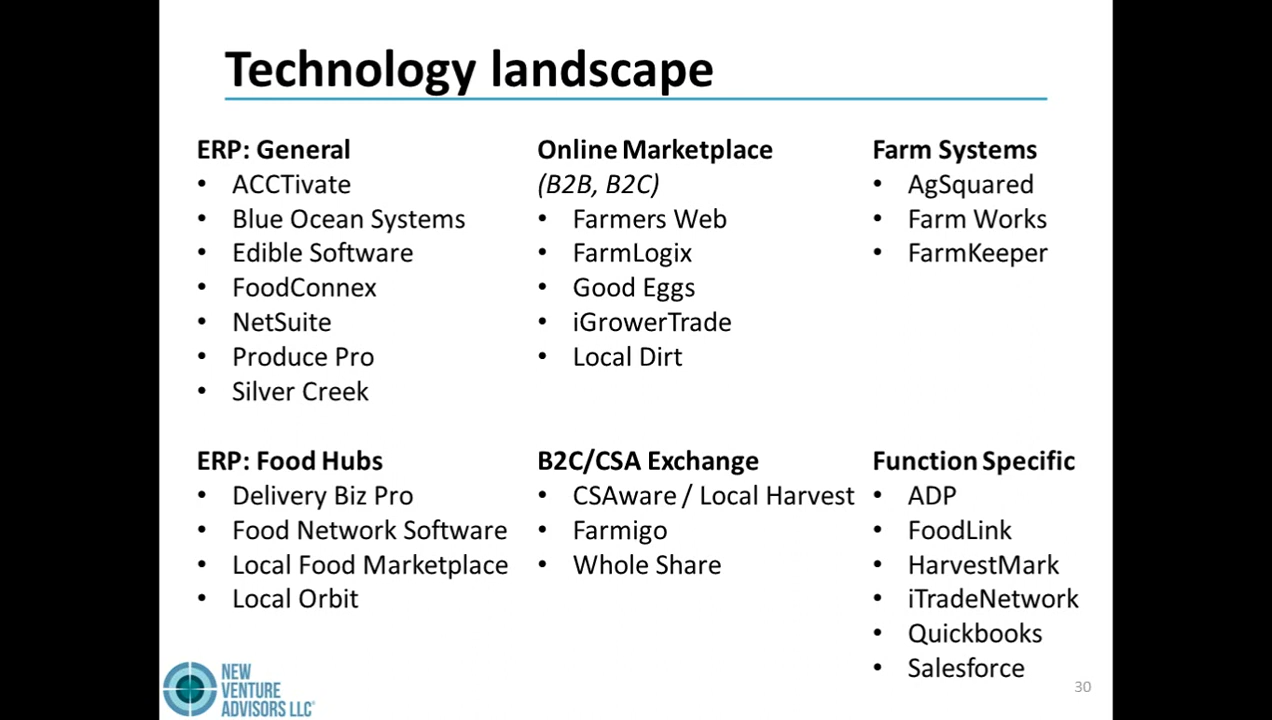 Technology landscape
ERP: General
• ACCTivate
• Blue Ocean Systems
• Edible Software
• FoodConnex
• NetSuite
• Produce Pro
• Silver Creek
Online Marketplace
(B2B, B2C)
• Farmers Web
• FarmLogix
• Good Eggs
• iGrowerTrade
• Local Dirt
Farm Systems
• AgSquared
• Farm Works
• FarmKeeper
ERP: Food Hubs
• Delivery Biz Pro
• Food Network Software
• Local Food Marketplace
• Local Orbit
B2C/CSA Exchange
• CSAware / Local Harvest
• Farmigo
• Whole Share
Function Specific
• ADP
• FoodLink
• HarvestMark
• iTradeNetwork
• Quickbooks
• Salesforce
NEW
VENTURE
ADVISORS LLC
30